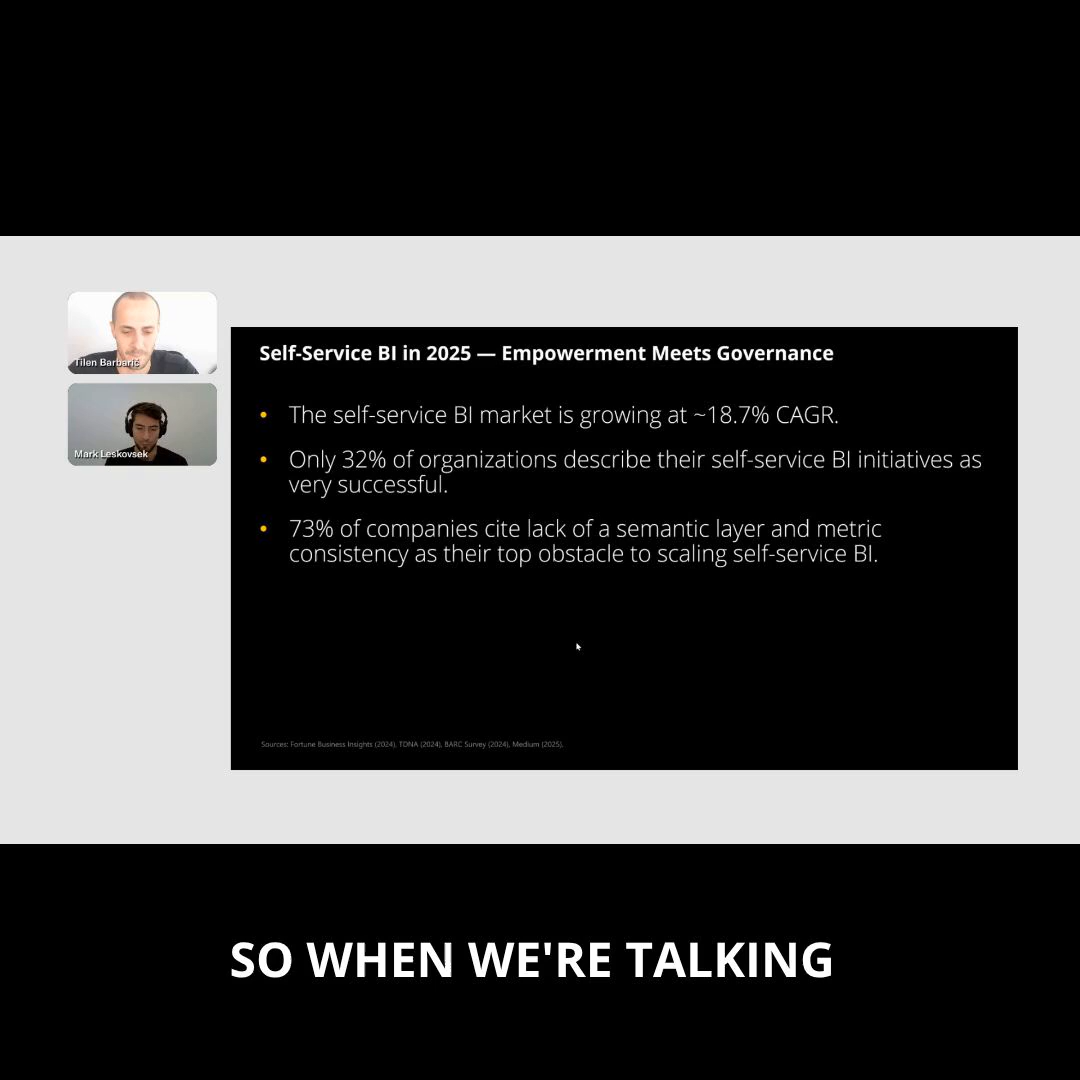 Tilen Barbarič
Mark Leskovsek
Self-Service BI in 2025 — Empowerment Meets Governance
• The self-service BI market is growing at ~18.7% CAGR.
• Only 32% of organizations describe their self-service BI initiatives as
very successful.
• 73% of companies cite lack of a semantic layer and metric
consistency as their top obstacle to scaling self-service BI.
Sources: Fortune Business Insights (2024), TDNA (2024), BARC Survey (2024), Medium (2025).
SO WHEN WE'RE TALKING